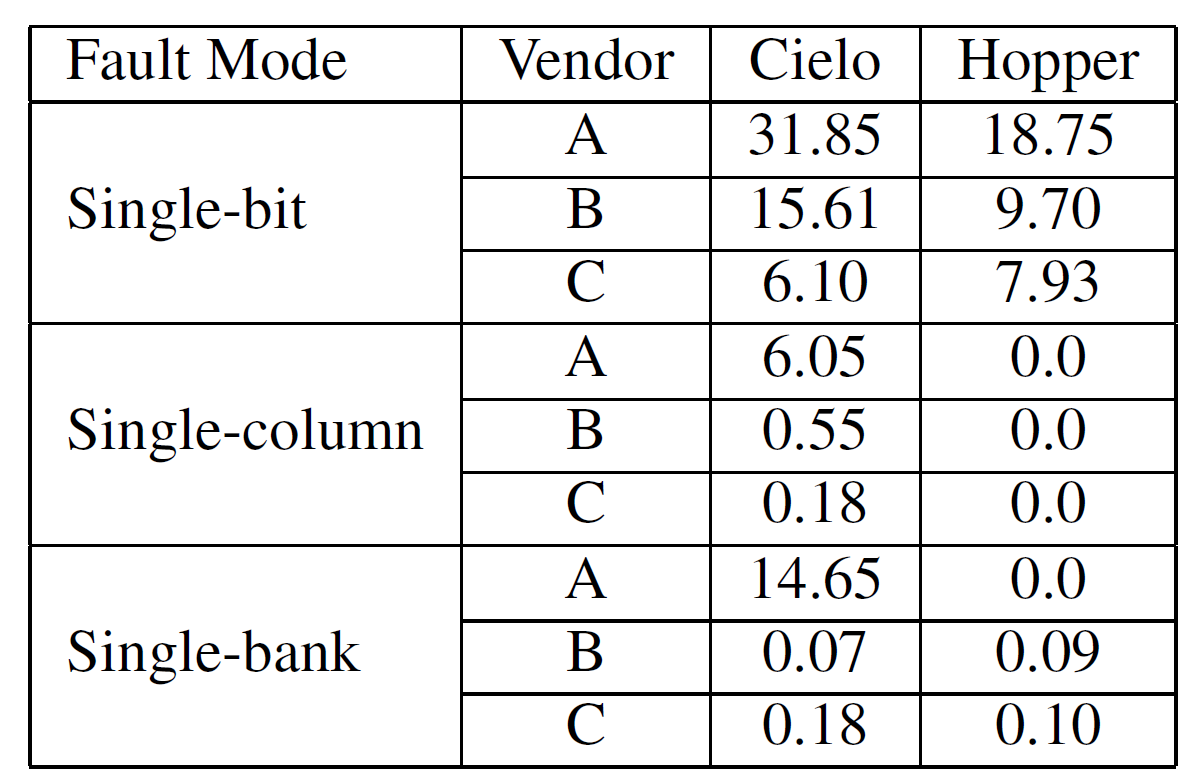 Fault Mode Vendor Cielo Hopper
A 31.85 18.75
Single-bit B 15.61 9.70
C 6.10 7.93
A 6.05 0.0
Single-column B 0.55 0.0
C 0.18 0.0
A 14.65 0.0
Single-bank B 0.07 0.09
C 0.18 0.10